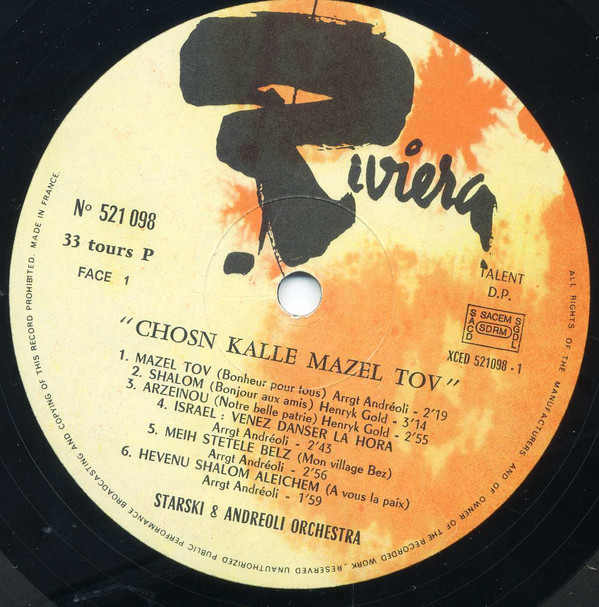 Riviera
N° 521 098
33 tours P
FACE 1
TALENT
D.P.
SACD
SACEM
SDRM
SGDL
XCED 521098 - 1
"CHOSN KALLE MAZEL TOV"
1. MAZEL TOV (Bonheur pour tous) Arrgt Andréoli - 2'19
2. SHALOM (Bonjour aux amis) Henryk Gold - 3'14
3. ARZEINOU (Notre belle patrie) Henryk Gold - 2'55
4. ISRAEL : VENEZ DANSER LA HORA
Arrgt Andréoli - 2'43
5. MEIH STETELE BELZ (Mon village Bez)
Arrgt Andréoli - 2'56
6. HEVENU SHALOM ALEICHEM (A vous la paix)
Arrgt Andréoli - 1'59
STARSKI & ANDREOLI ORCHESTRA
ALL RIGHTS OF THE MANUFACTURERS AND OF OWNER OF THE RECORDED WORK_RESERVED UNAUTHORIZED PUBLIC PERFORMANCE BROADCASTING AND COPYING OF THIS RECORD PROHIBITED. MADE IN FRANCE.